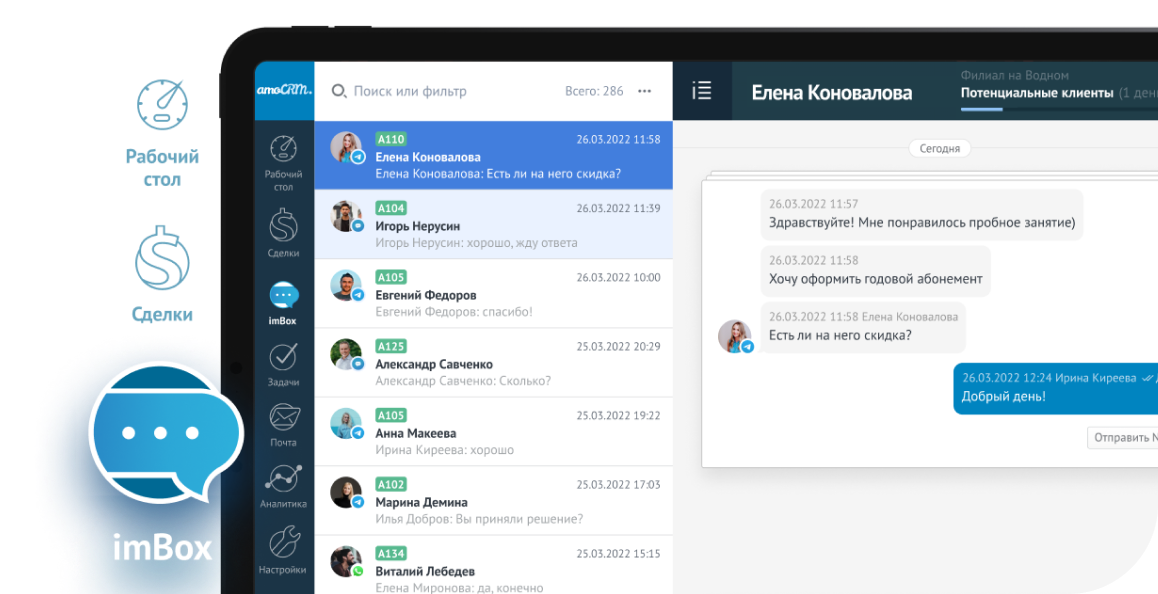 Рабочий
стол
Сделки
imBox
amoCRM.
Рабочий
стол
Сделки
imBox
Задачи
Почта
Аналитика
Настройки
Поиск или фильтр
Всего: 286 •••
A110 26.03.2022 11:58
Елена Коновалова
Елена Коновалова: Есть ли на него скидка?
A104 26.03.2022 11:39
Игорь Нерусин
Игорь Нерусин: хорошо, жду ответа
A105 26.03.2022 10:00
Евгений Федоров
Евгений Федоров: спасибо!
A125 25.03.2022 20:29
Александр Савченко
Александр Савченко: Сколько?
A105 25.03.2022 19:22
Анна Макеева
Ирина Киреева: хорошо
A102 25.03.2022 17:03
Марина Демина
Илья Добров: Вы приняли решение?
A134 25.03.2022 15:15
Виталий Лебедев
Елена Миронова: да, конечно
Елена Коновалова
Филиал на Водном
Потенциальные клиенты (1 ден
Сегодня
26.03.2022 11:57
Здравствуйте! Мне понравилось пробное занятие)
26.03.2022 11:58
Хочу оформить годовой абонемент
26.03.2022 11:58 Елена Коновалова
Есть ли на него скидка?
26.03.2022 12:24 Ирина Киреева
Добрый день!
Отправить